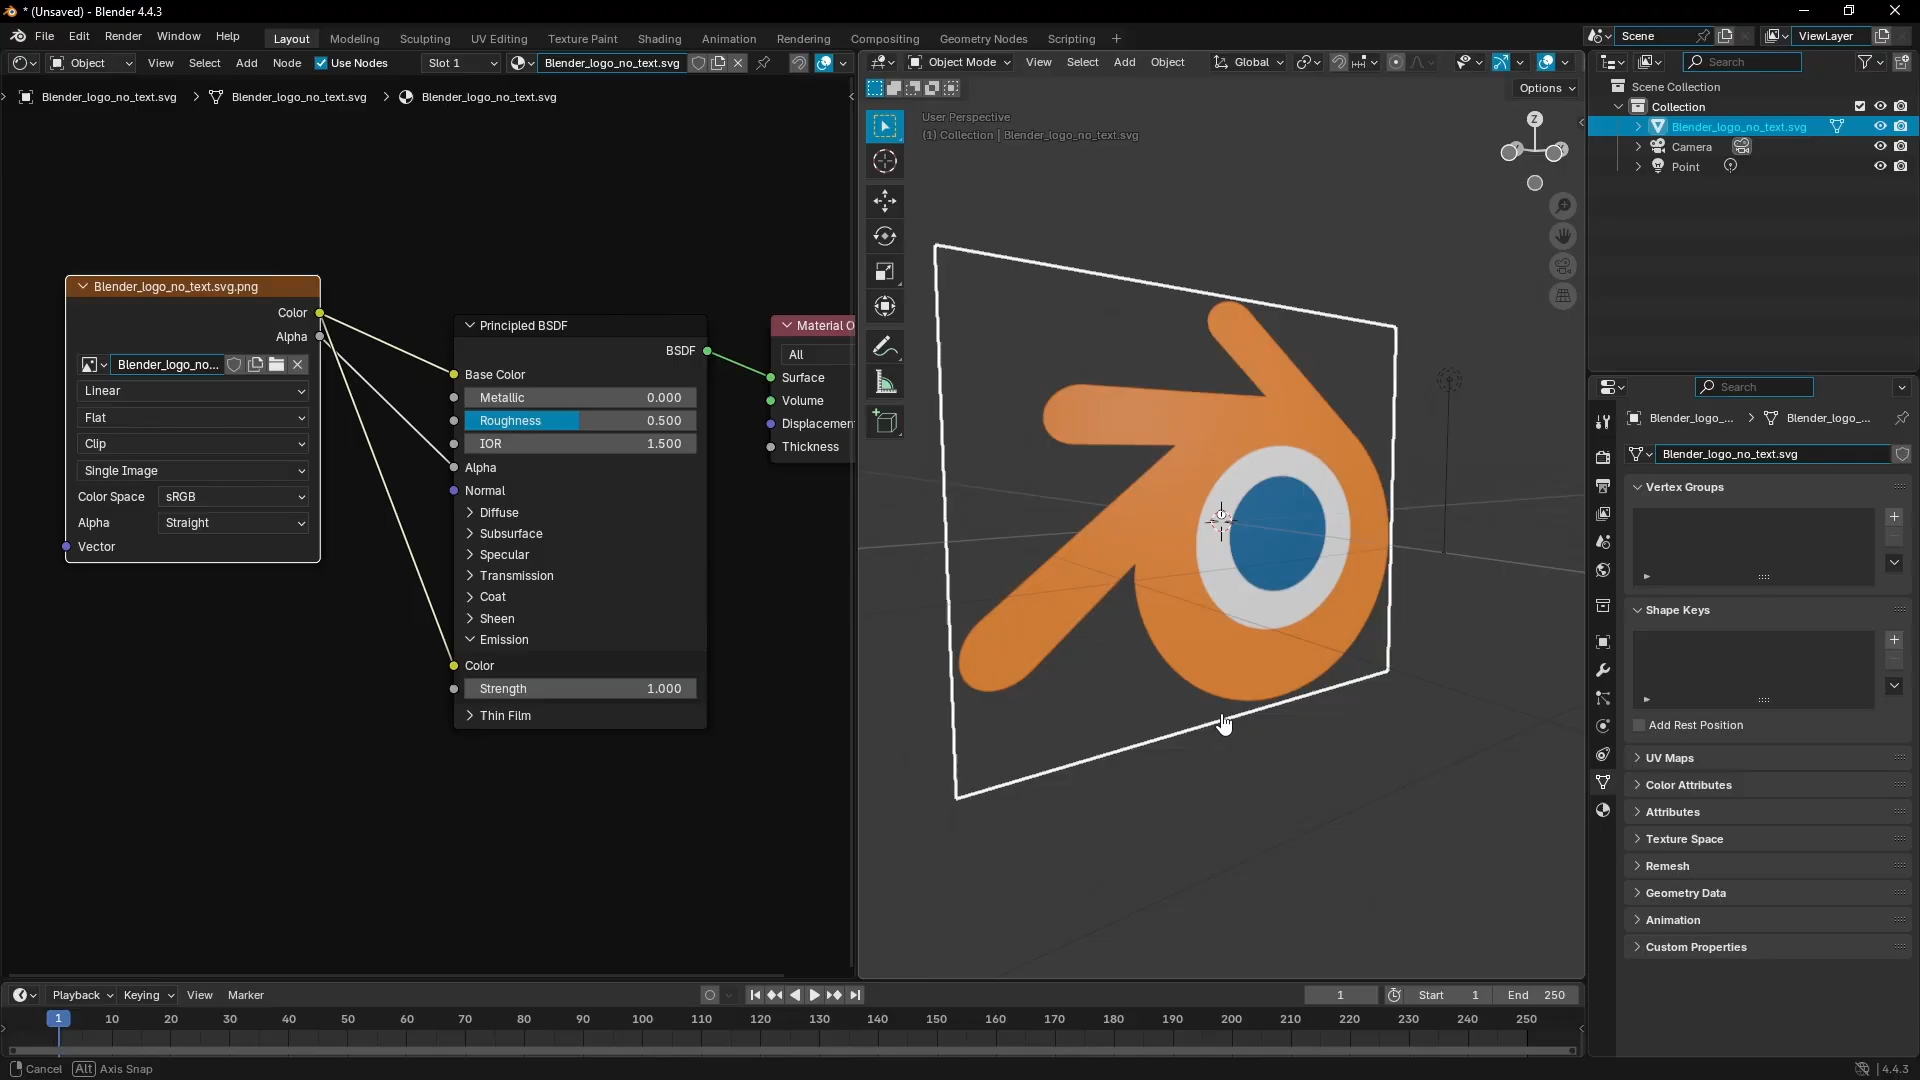 * (Unsaved) - Blender 4.4.3
File Edit Render Window Help Layout Modeling Sculpting UV Editing Texture Paint Shading Animation Rendering Compositing Geometry Nodes Scripting + Scene ViewLayer
Object View Select Add Object Node Use Nodes Slot 1 Blender_logo_no_text.svg
Blender_logo_no_text.svg > Blender_logo_no_text.svg > Blender_logo_no_text.svg
Blender_logo_no_text.svg.png
Color
Alpha
Blender_logo_no...
Linear
Flat
Clip
Single Image
Color Space sRGB
Alpha Straight
Vector
Principled BSDF
BSDF
Base Color
Metallic 0.000
Roughness 0.500
IOR 1.500
Alpha
Normal
Diffuse
Subsurface
Specular
Transmission
Coat
Sheen
Emission
Color
Strength 1.000
Thin Film
Material O
All
Surface
Volume
Displacemen
Thickness
Object Mode View Select Add Object Global
Options
User Perspective
(1) Collection | Blender_logo_no_text.svg
Z
Search
Scene Collection
Collection
Blender_logo_no_text.svg
Camera
Point
Search
Blender_logo_... > Blender_logo_...
Blender_logo_no_text.svg
Vertex Groups
Shape Keys
Add Rest Position
UV Maps
Color Attributes
Attributes
Texture Space
Remesh
Geometry Data
Animation
Custom Properties
Playback Keying View Marker 1 Start 1 End 250
1 10 20 30 40 50 60 70 80 90 100 110 120 130 140 150 160 170 180 190 200 210 220 230 240 250
Cancel Alt Axis Snap 4.4.3